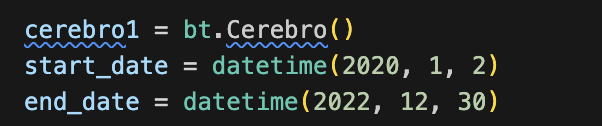 cerebro1 = bt.Cerebro()
start_date = datetime(2020, 1, 2)
end_date = datetime(2022, 12, 30)